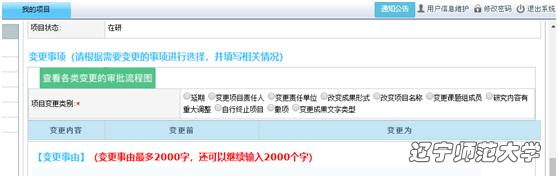 我的项目 通知公告 用户信息维护 修改密码 退出系统
项目状态: 在研
变更事项（请根据需要变更的事项进行选择，并填写相关情况）
查看各类变更的审批流程图
项目变更类别:* 延期 变更项目责任人 变更责任单位 改变成果形式 改变项目名称 变更课题组成员 研究内容有
重大调整 自行终止项目 撤项 变更成果文字类型
变更内容 变更前 变更为
【变更事由】（变更事由最多2000字，还可以继续输入2000个字）
辽宁师范大学